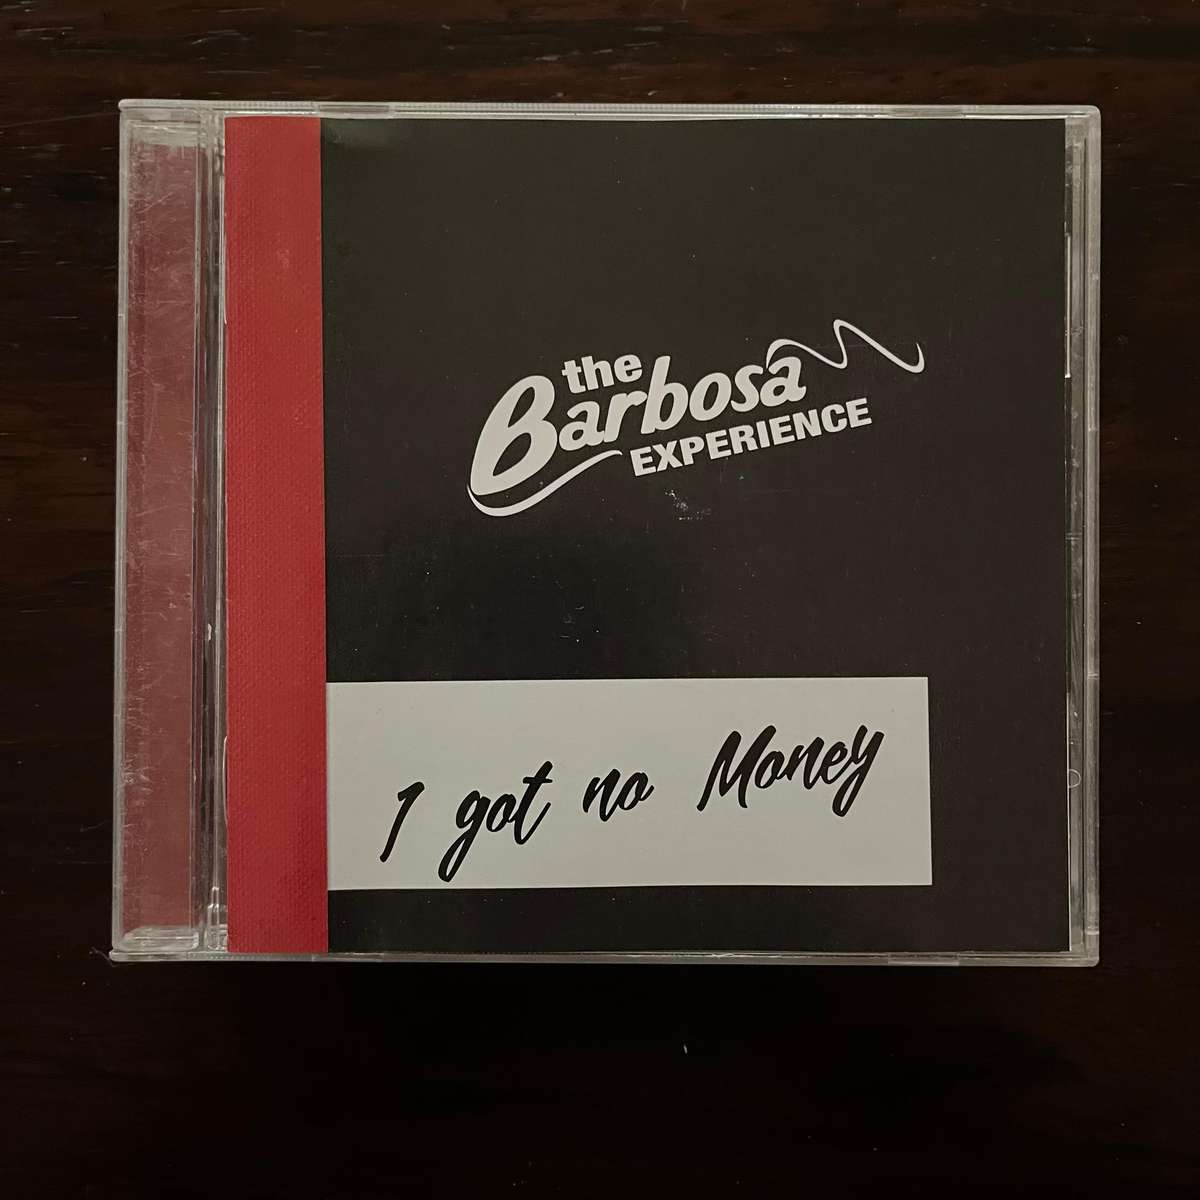 the
Barbosa
EXPERIENCE
I got no Money